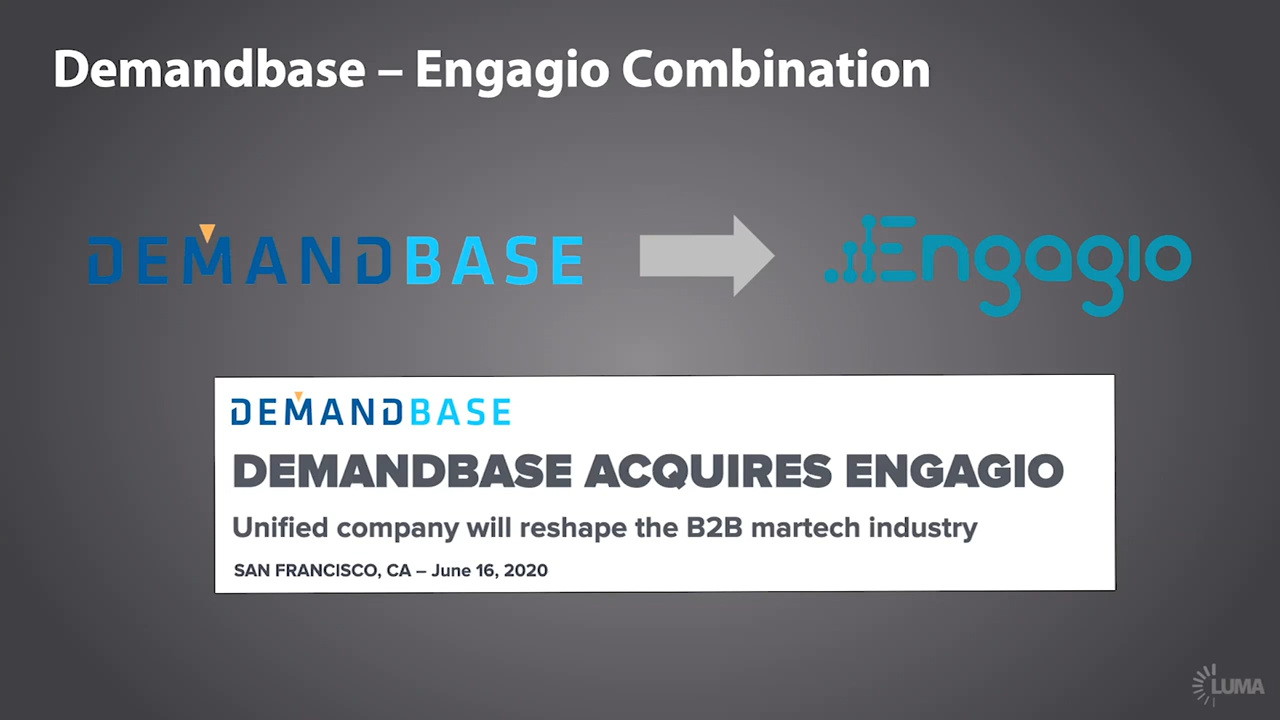 Demandbase – Engagio Combination
DEMANDBASE
Engagio
DEMANDBASE
DEMANDBASE ACQUIRES ENGAGIO
Unified company will reshape the B2B martech industry
SAN FRANCISCO, CA – June 16, 2020
LUMA